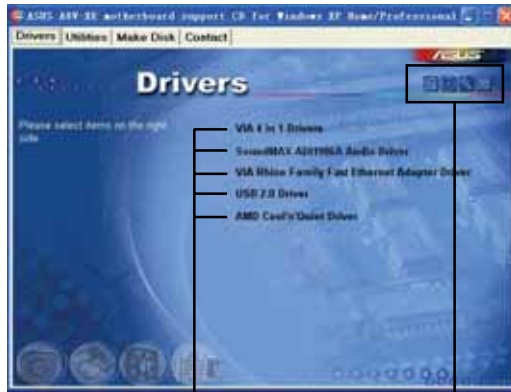 ASUS A8V-XE motherboard support CD for Windows XP Home/Professional
Drivers Utilities Make Disk Contact
/SUS
Drivers
Please select items on the right side
VIA 4 in 1 Drivers
SoundMAX ADI1986A Audio Driver
VIA Rhine Family Fast Ethernet Adapter Driver
USB 2.0 Driver
AMD Cool'n'Quiet Driver